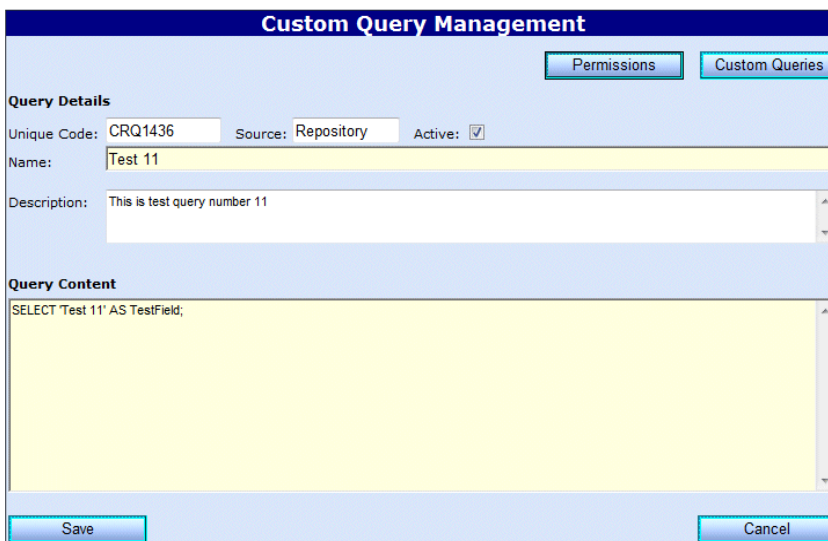 Custom Query Management
Permissions Custom Queries
Query Details
Unique Code: CRQ1436 Source: Repository Active:
Name: Test 11
Description: This is test query number 11
Query Content
SELECT 'Test 11' AS TestField;
Save Cancel